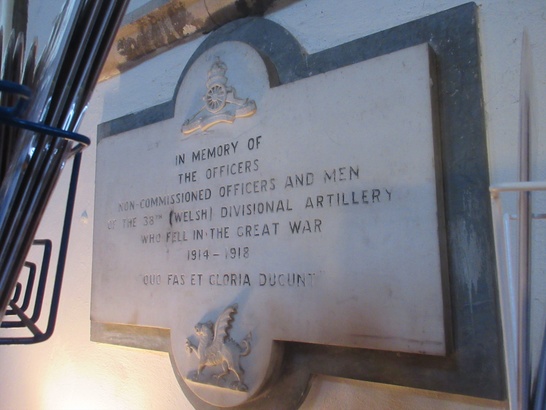 IN MEMORY OF
THE OFFICERS
NON-COMMISSIONED OFFICERS AND MEN
OF THE 38TH (WELSH) DIVISIONAL ARTILLERY
WHO FELL IN THE GREAT WAR
1914-1918
QUO FAS ET GLORIA DUCUNT